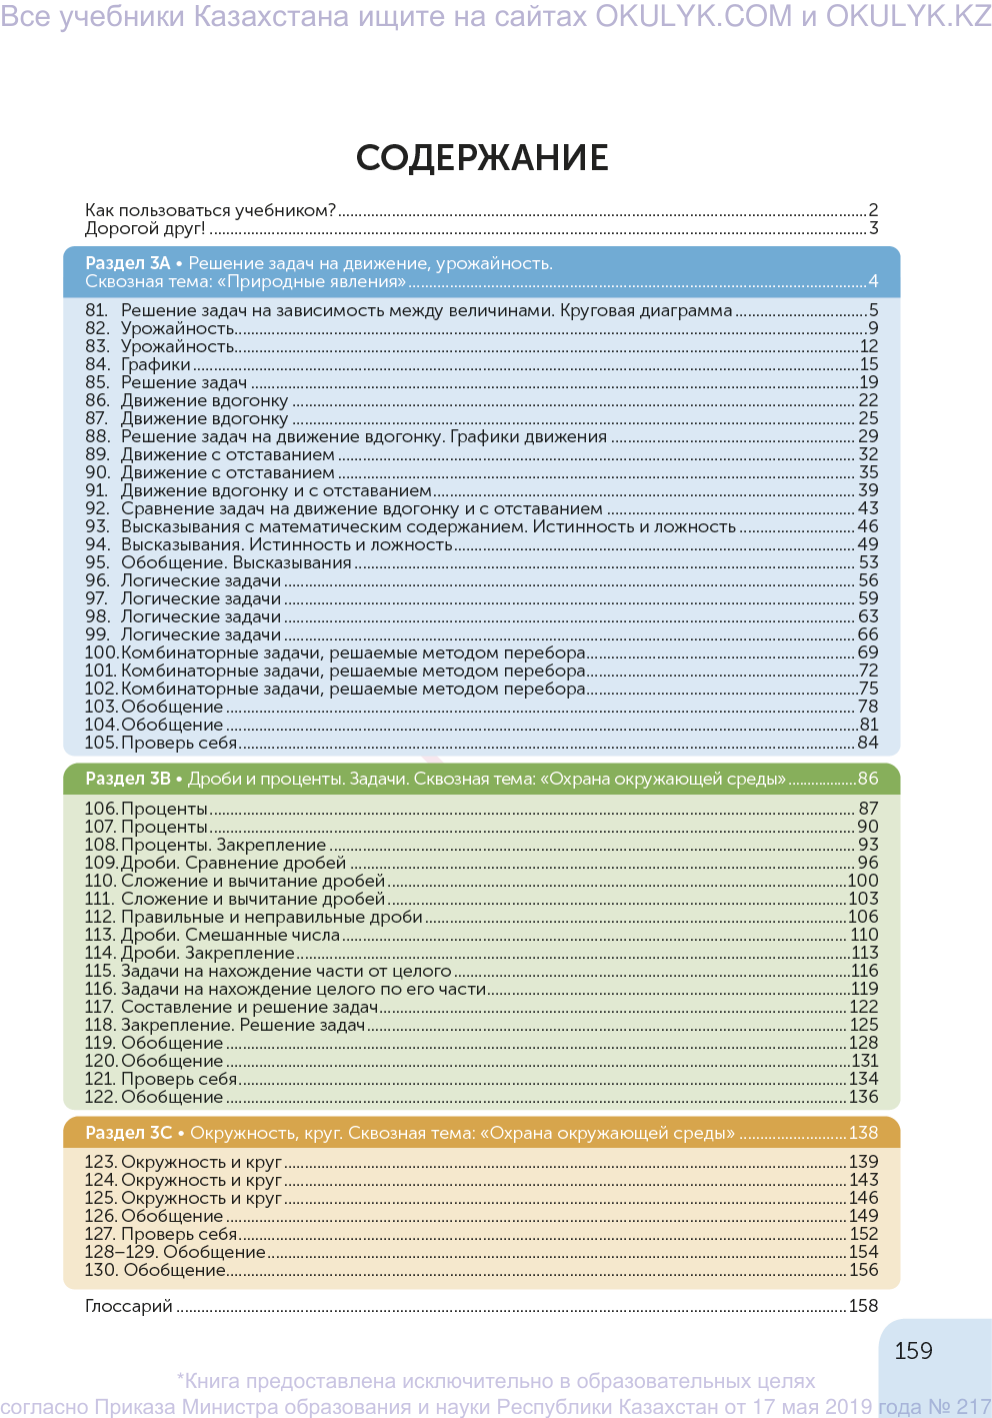 Все учебники Казахстана ищите на сайтах OKULYK.COM и OKULYK.KZ
СОДЕРЖАНИЕ
Как пользоваться учебником? 2
Дорогой друг! 3
Раздел 3А • Решение задач на движение, урожайность.
Сквозная тема: «Природные явления» 4
81. Решение задач на зависимость между величинами. Круговая диаграмма 5
82. Урожайность 9
83. Урожайность 12
84. Графики 15
85. Решение задач 19
86. Движение вдогонку 22
87. Движение вдогонку 25
88. Решение задач на движение вдогонку. Графики движения 29
89. Движение с отставанием 32
90. Движение с отставанием 35
91. Движение вдогонку и с отставанием 39
92. Сравнение задач на движение вдогонку и с отставанием 43
93. Высказывания с математическим содержанием. Истинность и ложность 46
94. Высказывания. Истинность и ложность 49
95. Обобщение. Высказывания 53
96. Логические задачи 56
97. Логические задачи 59
98. Логические задачи 63
99. Логические задачи 66
100. Комбинаторные задачи, решаемые методом перебора 69
101. Комбинаторные задачи, решаемые методом перебора 72
102. Комбинаторные задачи, решаемые методом перебора 75
103. Обобщение 78
104. Обобщение 81
105. Проверь себя 84
Раздел 3В • Дроби и проценты. Задачи. Сквозная тема: «Охрана окружающей среды» 86
106. Проценты 87
107. Проценты 90
108. Проценты. Закрепление 93
109. Дроби. Сравнение дробей 96
110. Сложение и вычитание дробей 100
111. Сложение и вычитание дробей 103
112. Правильные и неправильные дроби 106
113. Дроби. Смешанные числа 110
114. Дроби. Закрепление 113
115. Задачи на нахождение части от целого 116
116. Задачи на нахождение целого по его части 119
117. Составление и решение задач 122
118. Закрепление. Решение задач 125
119. Обобщение 128
120. Обобщение 131
121. Проверь себя 134
122. Обобщение 136
Раздел 3С • Окружность, круг. Сквозная тема: «Охрана окружающей среды» 138
123. Окружность и круг 139
124. Окружность и круг 143
125. Окружность и круг 146
126. Обобщение 149
127. Проверь себя 152
128–129. Обобщение 154
130. Обобщение 156
Глоссарий 158
159
*Книга предоставлена исключительно в образовательных целях
согласно Приказа Министра образования и науки Республики Казахстан от 17 мая 2019 года № 217